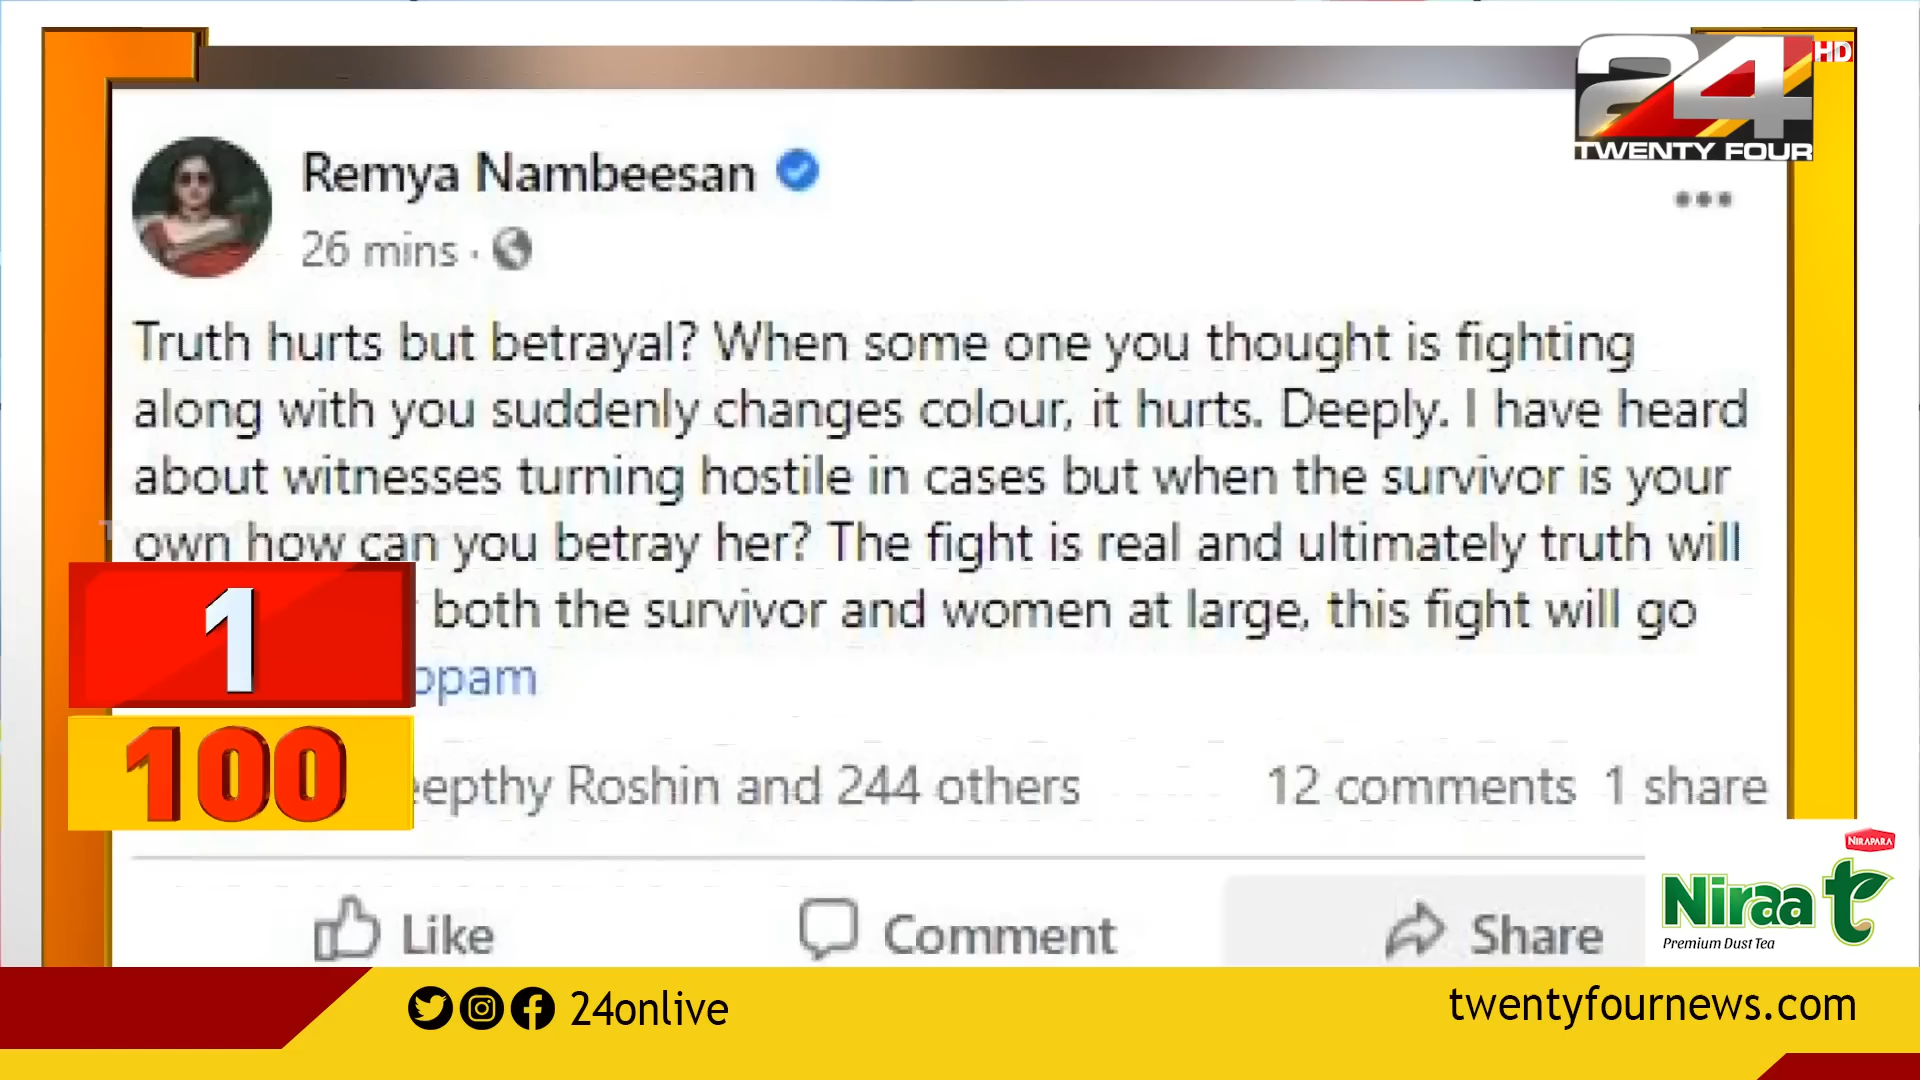 24 HD
TWENTY FOUR
Remya Nambeesan
26 mins ·
Truth hurts but betrayal? When some one you thought is fighting
along with you suddenly changes colour, it hurts. Deeply. I have heard
about witnesses turning hostile in cases but when the survivor is your
own how can you betray her? The fight is real and ultimately truth will
both the survivor and women at large, this fight will go
opam
1
100
eepthy Roshin and 244 others 12 comments 1 share
Like Comment Share
NIRAPARA
Niraa t
Premium Dust Tea
24onlive
twentyfournews.com